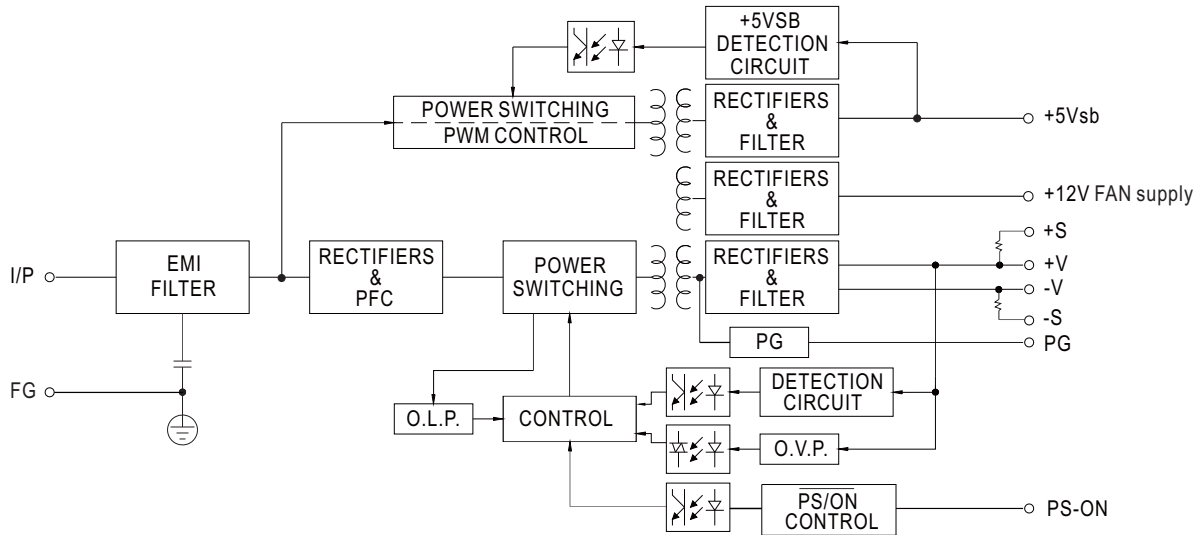 +5VSB
DETECTION
CIRCUIT
POWER SWITCHING
PWM CONTROL
RECTIFIERS
&
FILTER
+5Vsb
RECTIFIERS
&
FILTER
+12V FAN supply
I/P
EMI
FILTER
RECTIFIERS
&
PFC
POWER
SWITCHING
RECTIFIERS
&
FILTER
+S
+V
-V
-S
PG
PG
FG
O.L.P.
CONTROL
DETECTION
CIRCUIT
O.V.P.
PS/ON
CONTROL
PS-ON